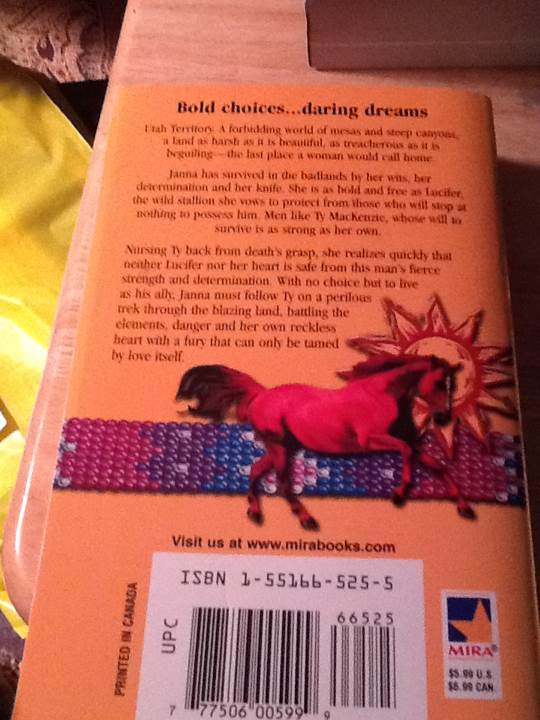 Bold choices...daring dreams
Utah Territory. A forbidding world of mesas and steep canyons,
a land as harsh as it is beautiful, as treacherous as it is
beguiling—the last place a woman would call home.
Janna has survived in the badlands by her wits, her
determination and her knife. She is as bold and free as Lucifer,
the wild stallion she vows to protect from those who will stop at
nothing to possess him. Men like Ty MacKenzie, whose will to
survive is as strong as her own.
Nursing Ty back from death's grasp, she realizes quickly that
neither Lucifer nor her heart is safe from this man's fierce
strength and determination. With no choice but to live
as his ally, Janna must follow Ty on a perilous
trek through the blazing land, battling the
elements, danger and her own reckless
heart with a fury that can only be tamed
by love itself.
Visit us at www.mirabooks.com
ISBN 1-55166-525-5
66525
UPC
PRINTED IN CANADA
7 77506 00599 9
MIRA®
$5.99 U.S.
$6.99 CAN.